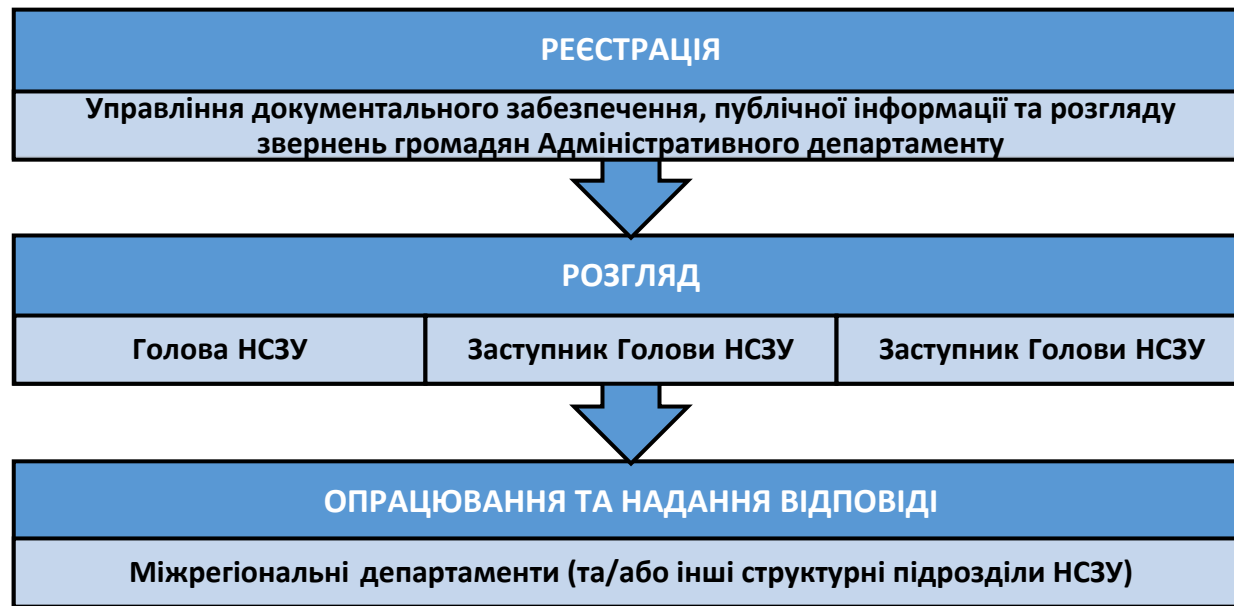 РЕЄСТРАЦІЯ
Управління документального забезпечення, публічної інформації та розгляду
звернень громадян Адміністративного департаменту
РОЗГЛЯД
Голова НСЗУ
Заступник Голови НСЗУ
Заступник Голови НСЗУ
ОПРАЦЮВАННЯ ТА НАДАННЯ ВІДПОВІДІ
Міжрегіональні департаменти (та/або інші структурні підрозділи НСЗУ)